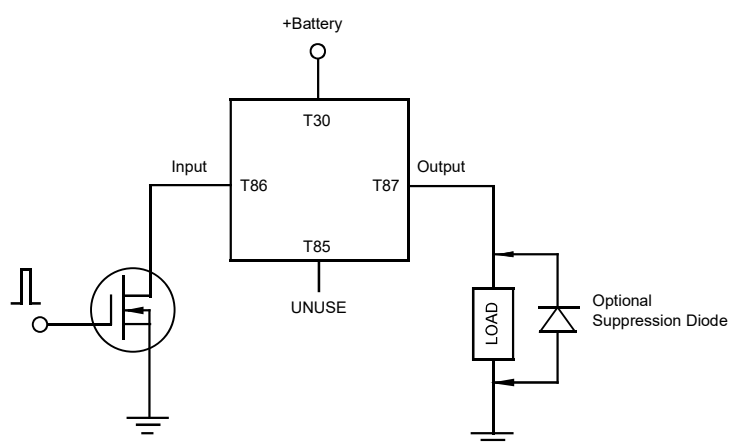 +Battery
T30
Input
Output
T86
T87
T85
UNUSE
LOAD
Optional
Suppression Diode